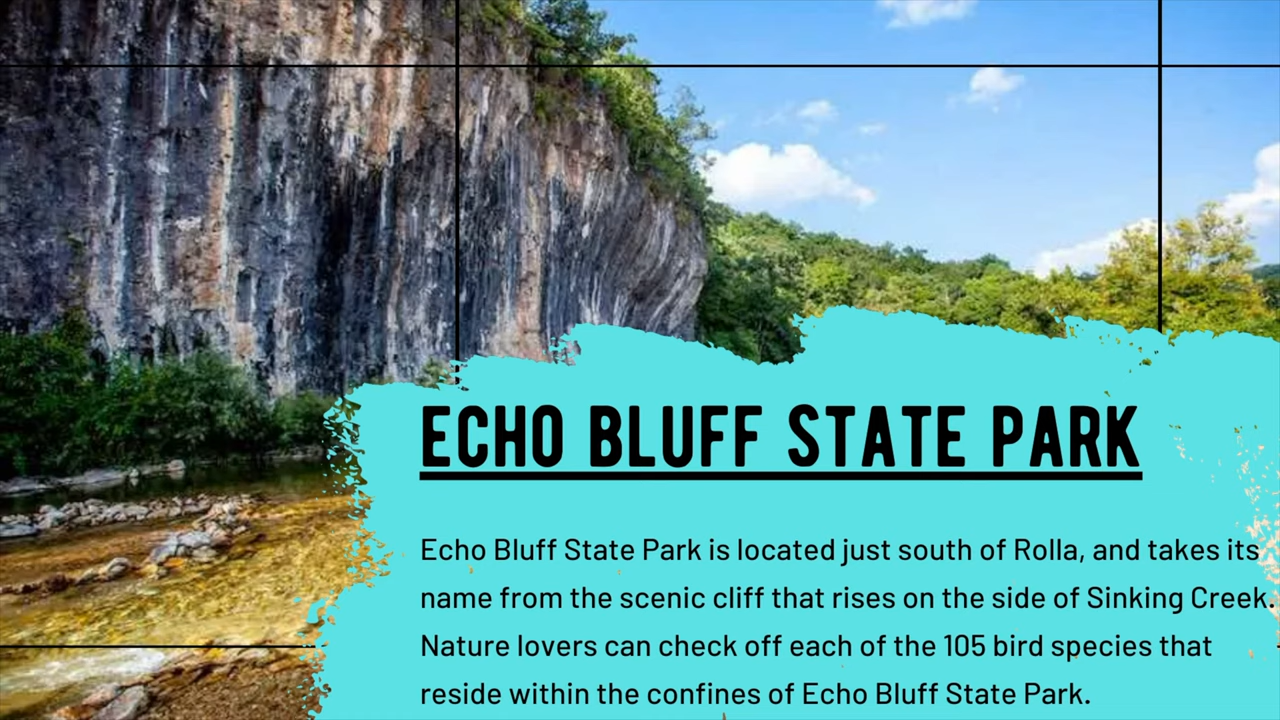 ECHO BLUFF STATE PARK
Echo Bluff State Park is located just south of Rolla, and takes its
name from the scenic cliff that rises on the side of Sinking Creek.
Nature lovers can check off each of the 105 bird species that
reside within the confines of Echo Bluff State Park.